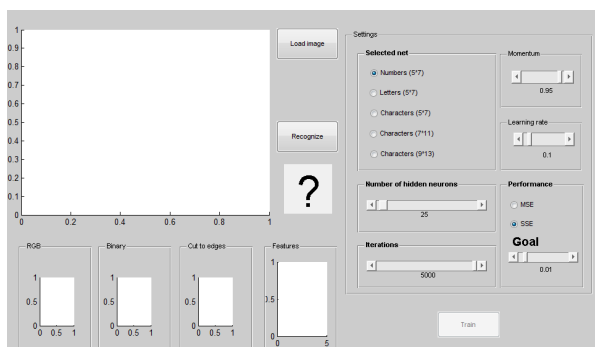 1
0.9
0.8
0.7
0.6
0.5
0.4
0.3
0.2
0.1
0
0 0.2 0.4 0.6 0.8 1
Load image
Recognize
?
Settings
Selected net
Numbers (5*7)
Letters (5*7)
Characters (5*7)
Characters (7*11)
Characters (9*13)
Momentum
0.95
Learning rate
0.1
Number of hidden neurons
25
Performance
MSE
SSE
Goal
0.01
Iterations
5000
Train
RGB
1
0.5
0
0 0.5 1
Binary
1
0.5
0
0 0.5 1
Cut to edges
1
0.5
0
0 0.5 1
Features
1
0.5
0
0 5